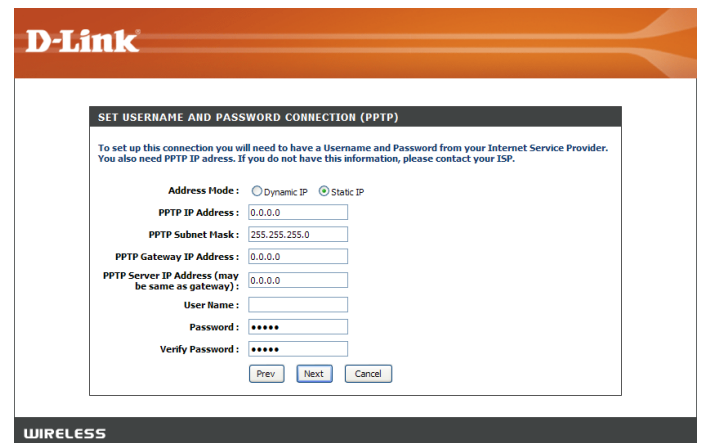 D-Link
SET USERNAME AND PASSWORD CONNECTION (PPTP)
To set up this connection you will need to have a Username and Password from your Internet Service Provider.
You also need PPTP IP adress. If you do not have this information, please contact your ISP.
Address Mode : Dynamic IP Static IP
PPTP IP Address : 0.0.0.0
PPTP Subnet Mask : 255.255.255.0
PPTP Gateway IP Address : 0.0.0.0
PPTP Server IP Address (may
be same as gateway) : 0.0.0.0
User Name :
Password : •••••
Verify Password : •••••
Prev Next Cancel
WIRELESS